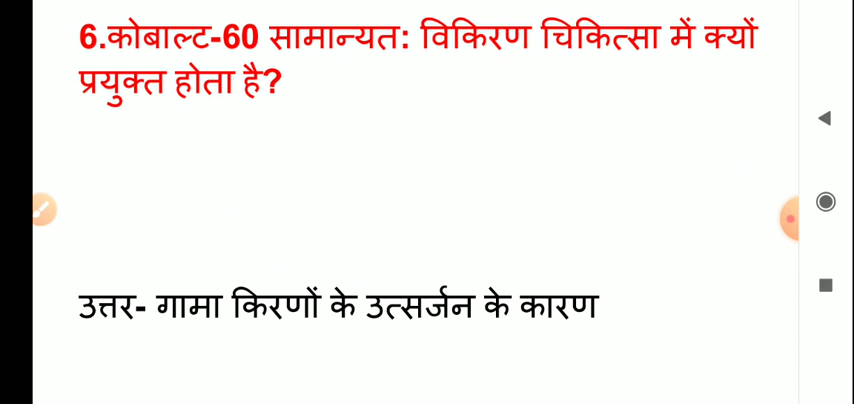 6.कोबाल्ट-60 सामान्यत: विकिरण चिकित्सा में क्यों
प्रयुक्त होता है?
उत्तर- गामा किरणों के उत्सर्जन के कारण